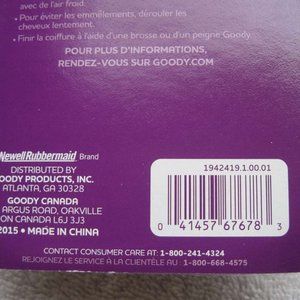 avec de l'air froid.
• Pour éviter les emmêlements, dérouler les
cheveux lentement.
• Finir la coiffure à l'aide d'une brosse ou d'un peigne Goody.
POUR PLUS D'INFORMATIONS,
RENDEZ-VOUS SUR GOODY.COM
NewellRubbermaid Brand
DISTRIBUTED BY
GOODY PRODUCTS, INC.
ATLANTA, GA 30328
GOODY CANADA
ARGUS ROAD, OAKVILLE
ON CANADA L6J 3J3
2015 • MADE IN CHINA
1942419.1.00.01
0 41457 67678 3
CONTACT CONSUMER CARE AT: 1-800-241-4324
REJOIGNEZ LE SERVICE À LA CLIENTÈLE AU : 1-800-668-4575